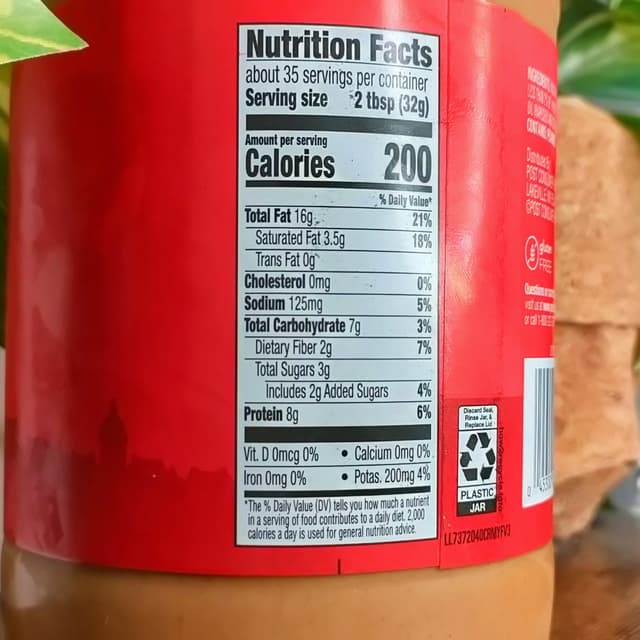 Nutrition Facts
about 35 servings per container
Serving size 2 tbsp (32g)
Amount per serving
Calories 200
% Daily Value*
Total Fat 16g 21%
Saturated Fat 3.5g 18%
Trans Fat 0g
Cholesterol 0mg 0%
Sodium 125mg 5%
Total Carbohydrate 7g 3%
Dietary Fiber 2g 7%
Total Sugars 3g
Includes 2g Added Sugars 4%
Protein 8g 6%
Vit. D 0mcg 0% • Calcium 0mg 0%
Iron 0mg 0% • Potas. 200mg 4%
*The % Daily Value (DV) tells you how much a nutrient
in a serving of food contributes to a daily diet. 2,000
calories a day is used for general nutrition advice.
Discard Seal,
Rinse Jar, &
Replace Lid
PLASTIC
JAR
Distributed By
POST
gluten
FREE
or call